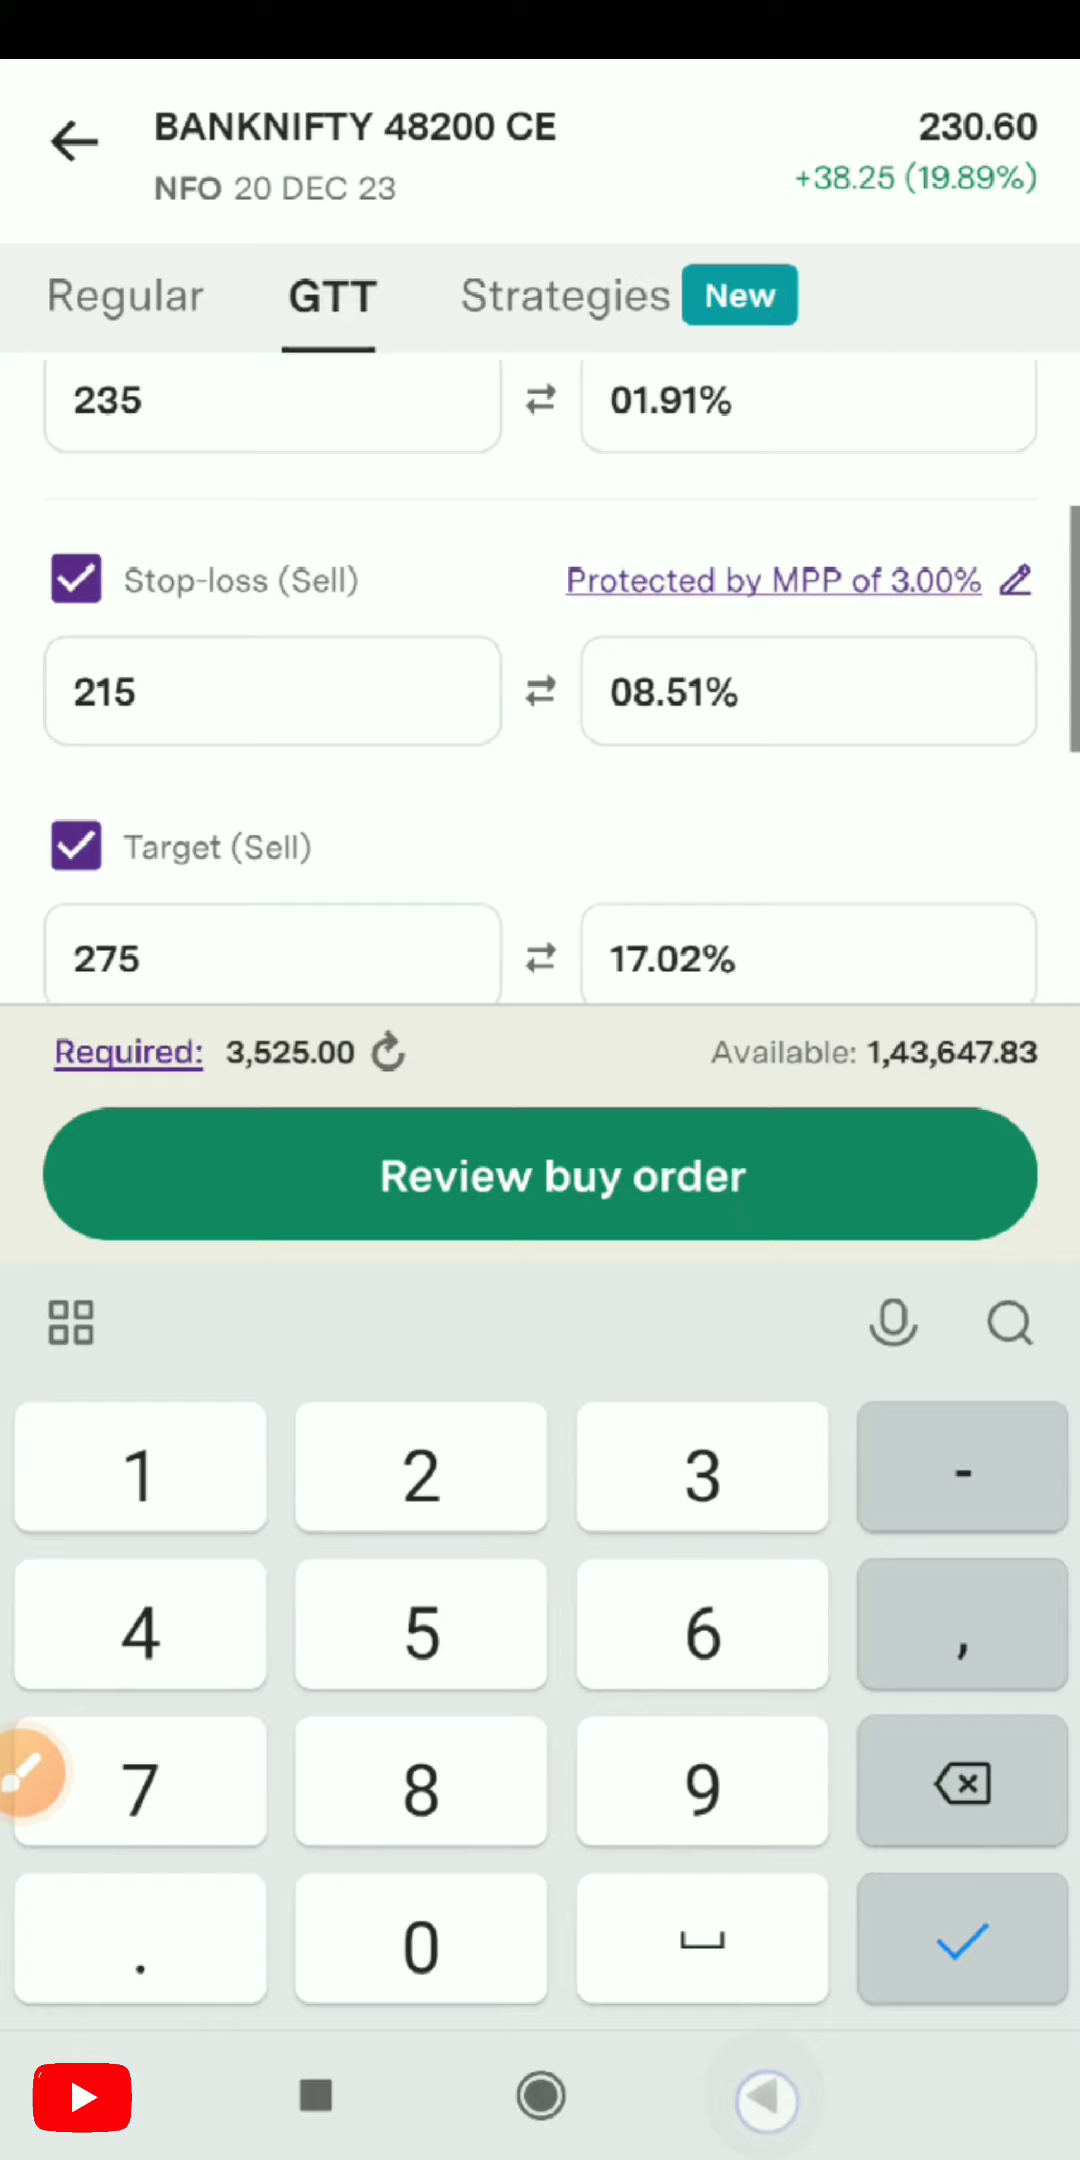 BANKNIFTY 48200 CE 230.60
NFO 20 DEC 23 +38.25 (19.89%)
Regular GTT Strategies New
235 01.91%
Stop-loss (Sell) Protected by MPP of 3.00%
215 08.51%
Target (Sell)
275 17.02%
Required: 3,525.00 Available: 1,43,647.83
Review buy order
1 2 3 -
4 5 6 ,
7 8 9
. 0